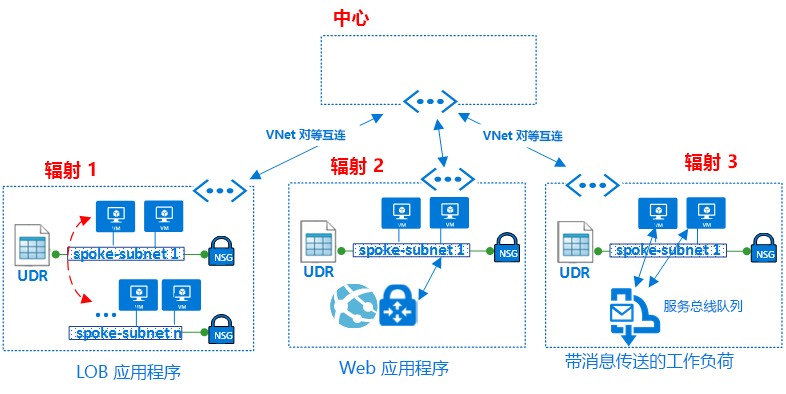 中心
VNet 对等互连
VNet 对等互连
辐射 1
辐射 2
辐射 3
VM
VM
UDR
spoke-subnet 1
NSG
VM
VM
spoke-subnet n
NSG
LOB 应用程序
VM
VM
UDR
spoke-subnet 1
NSG
Web 应用程序
VM
VM
UDR
spoke-subnet 1
NSG
服务总线队列
带消息传送的工作负荷